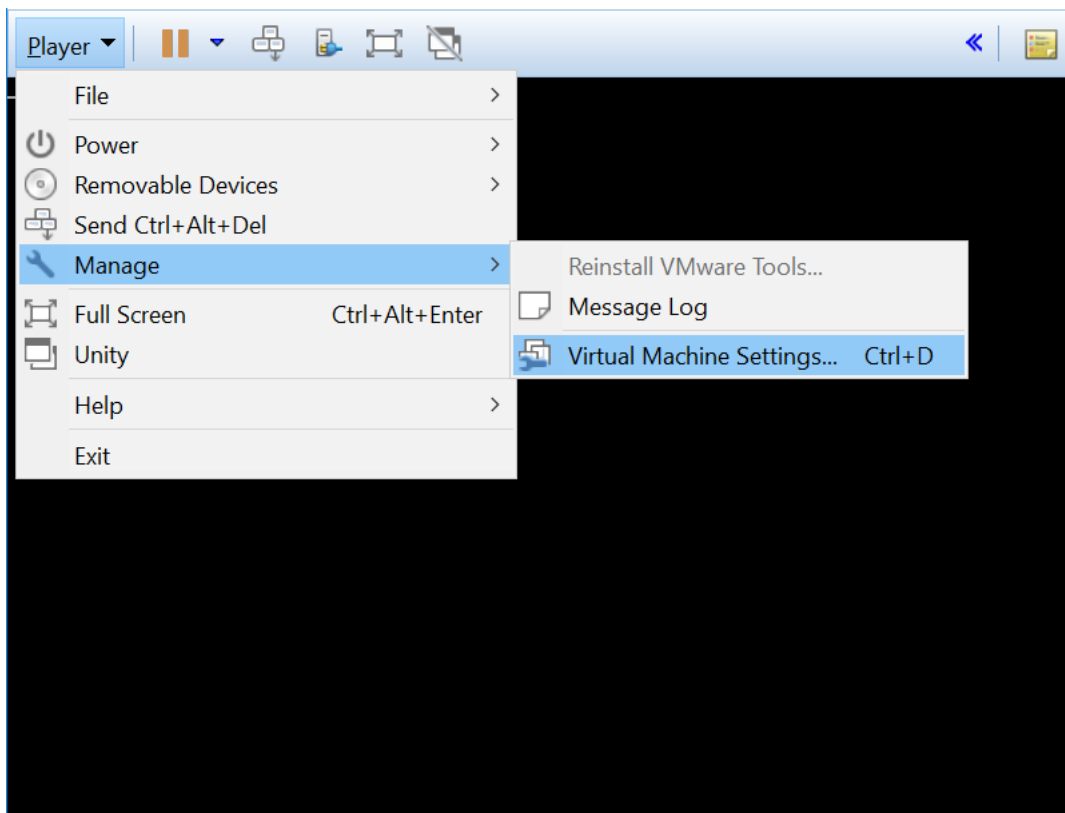 Player
File
Power
Removable Devices
Send Ctrl+Alt+Del
Manage
Full Screen Ctrl+Alt+Enter
Unity
Help
Exit
Reinstall VMware Tools...
Message Log
Virtual Machine Settings... Ctrl+D